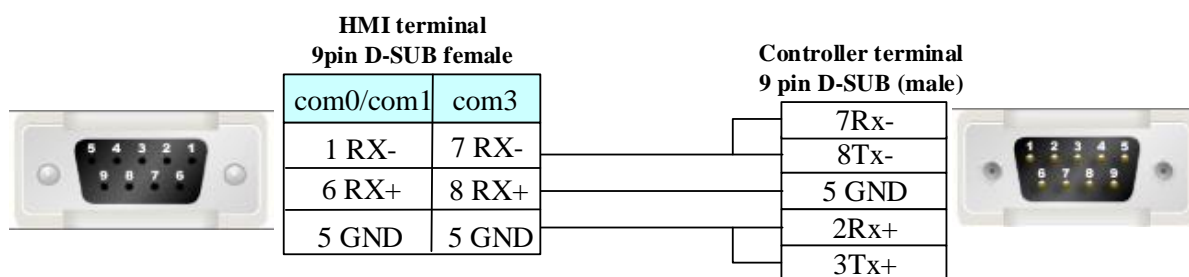 HMI terminal
9pin D-SUB female
com0/com1 com3
1 RX- 7 RX-
6 RX+ 8 RX+
5 GND 5 GND
Controller terminal
9 pin D-SUB (male)
7Rx-
8Tx-
5 GND
2Rx+
3Tx+
5 4 3 2 1
9 8 7 6
1 2 3 4 5
6 7 8 9